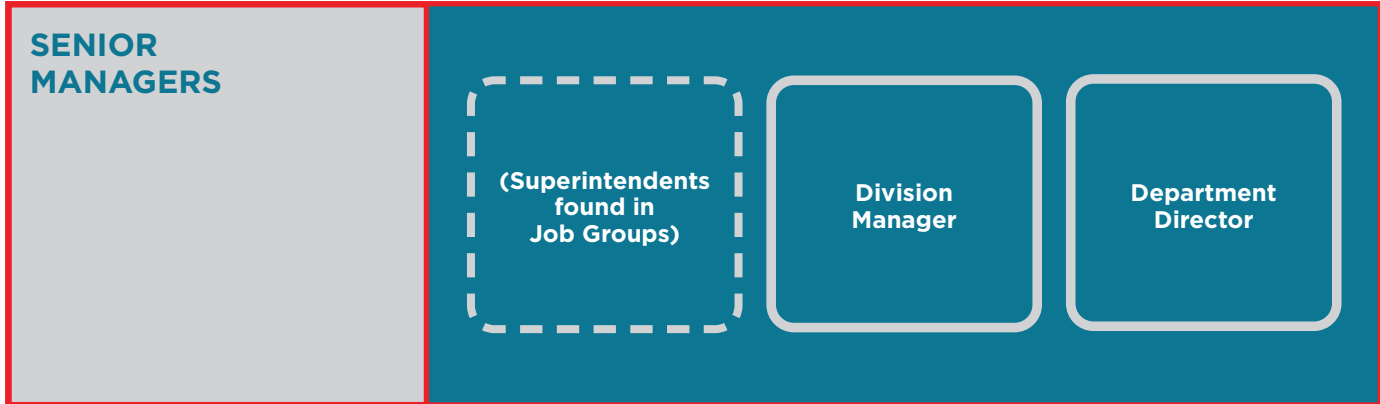 SENIOR
MANAGERS
(Superintendents
found in
Job Groups)
Division
Manager
Department
Director